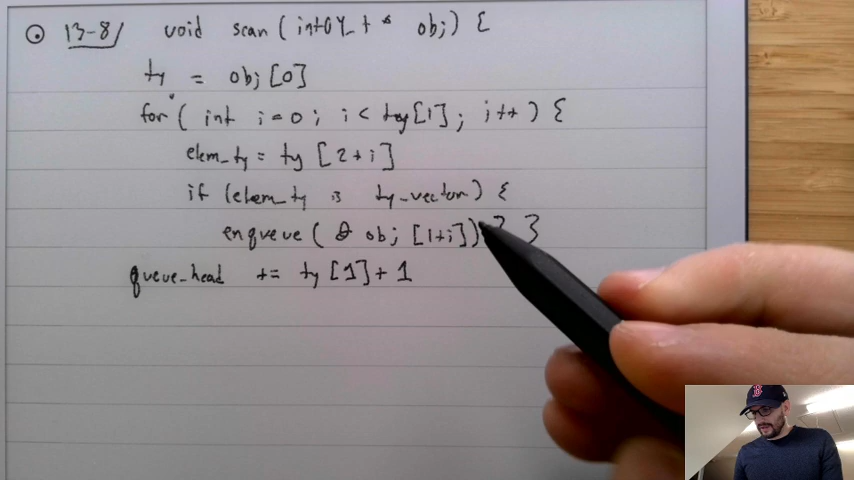 13-8/ void scan (int64_t * obj) {
ty = obj [0]
for ( int i=0; i < ty[1]; i++ ) {
elem_ty = ty [2+i]
if (elem_ty is ty_vector) {
enqueue ( & obj [1+i]) } }
queue_head += ty [1] + 1
B